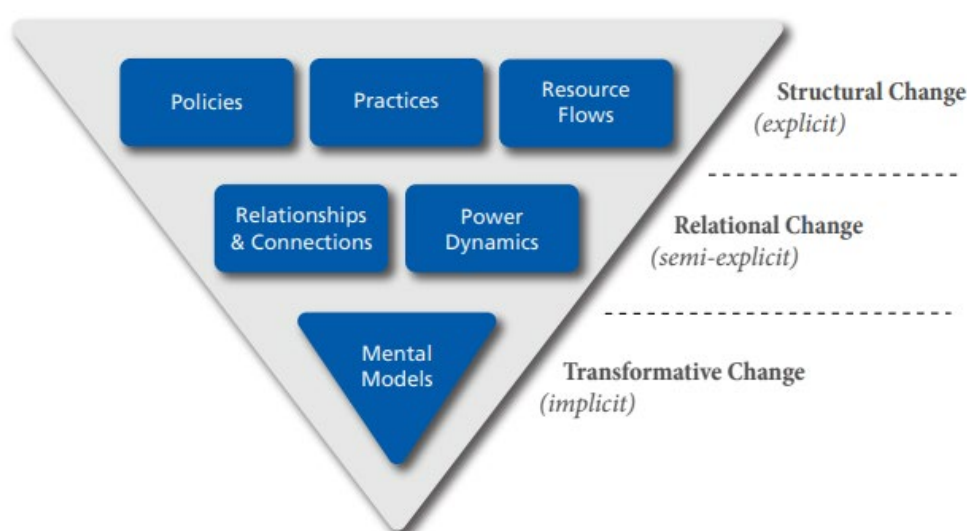 Policies
Practices
Resource
Flows
Structural Change
(explicit)
Relationships
& Connections
Power
Dynamics
Relational Change
(semi-explicit)
Mental
Models
Transformative Change
(implicit)